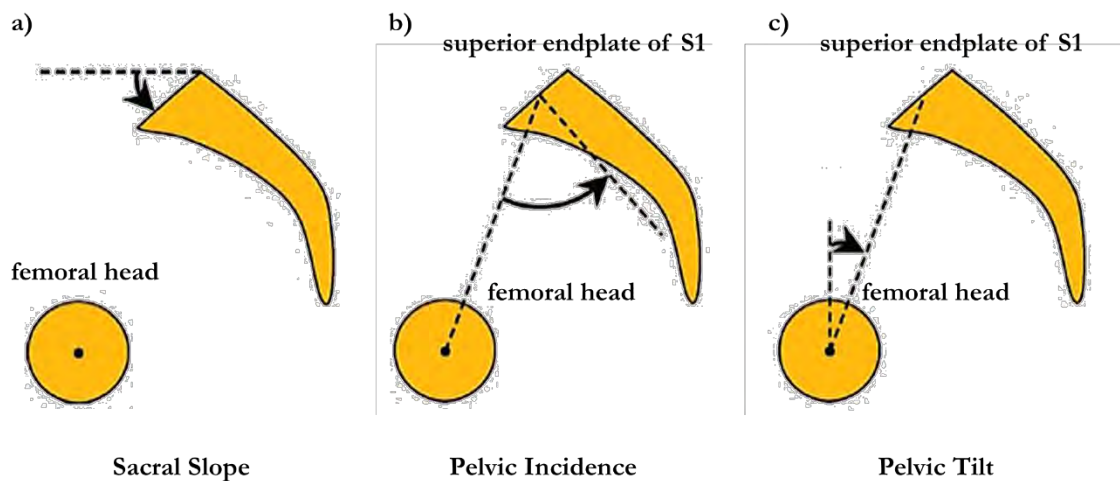 a)
b)
c)
superior endplate of S1
superior endplate of S1
femoral head
femoral head
femoral head
Sacral Slope
Pelvic Incidence
Pelvic Tilt